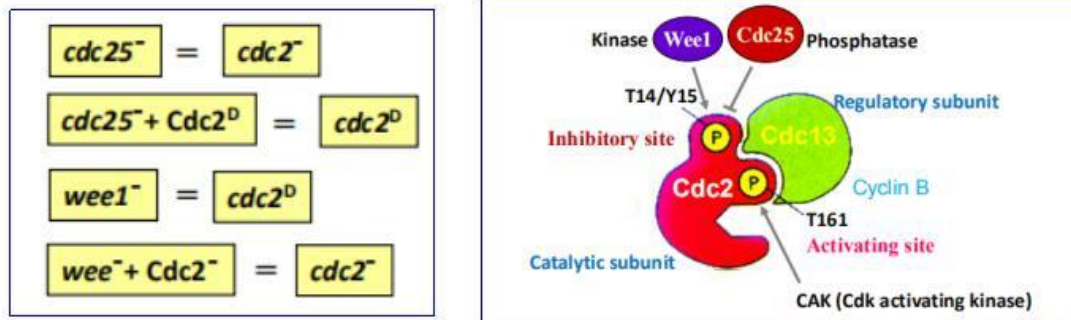 cdc25⁻ = cdc2⁻
cdc25⁻ + Cdc2ᴰ = cdc2ᴰ
wee1⁻ = cdc2ᴰ
wee⁻ + Cdc2⁻ = cdc2⁻
Kinase Wee1 Cdc25 Phosphatase
T14/Y15
Regulatory subunit
Inhibitory site P Cdc13
Cdc2 P Cyclin B
T161
Activating site
Catalytic subunit
CAK (Cdk activating kinase)